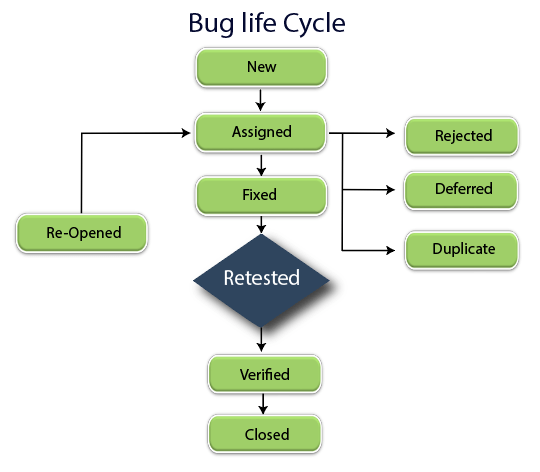 Bug life Cycle
New
Assigned
Rejected
Fixed
Deferred
Re-Opened
Duplicate
Retested
Verified
Closed